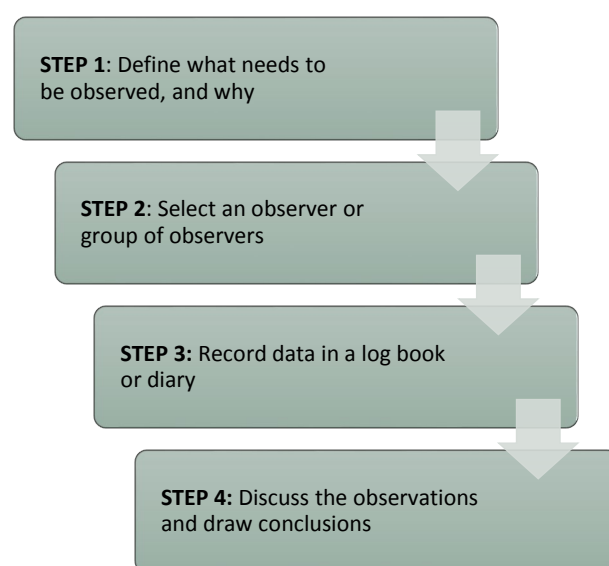 STEP 1: Define what needs to
be observed, and why
STEP 2: Select an observer or
group of observers
STEP 3: Record data in a log book
or diary
STEP 4: Discuss the observations
and draw conclusions